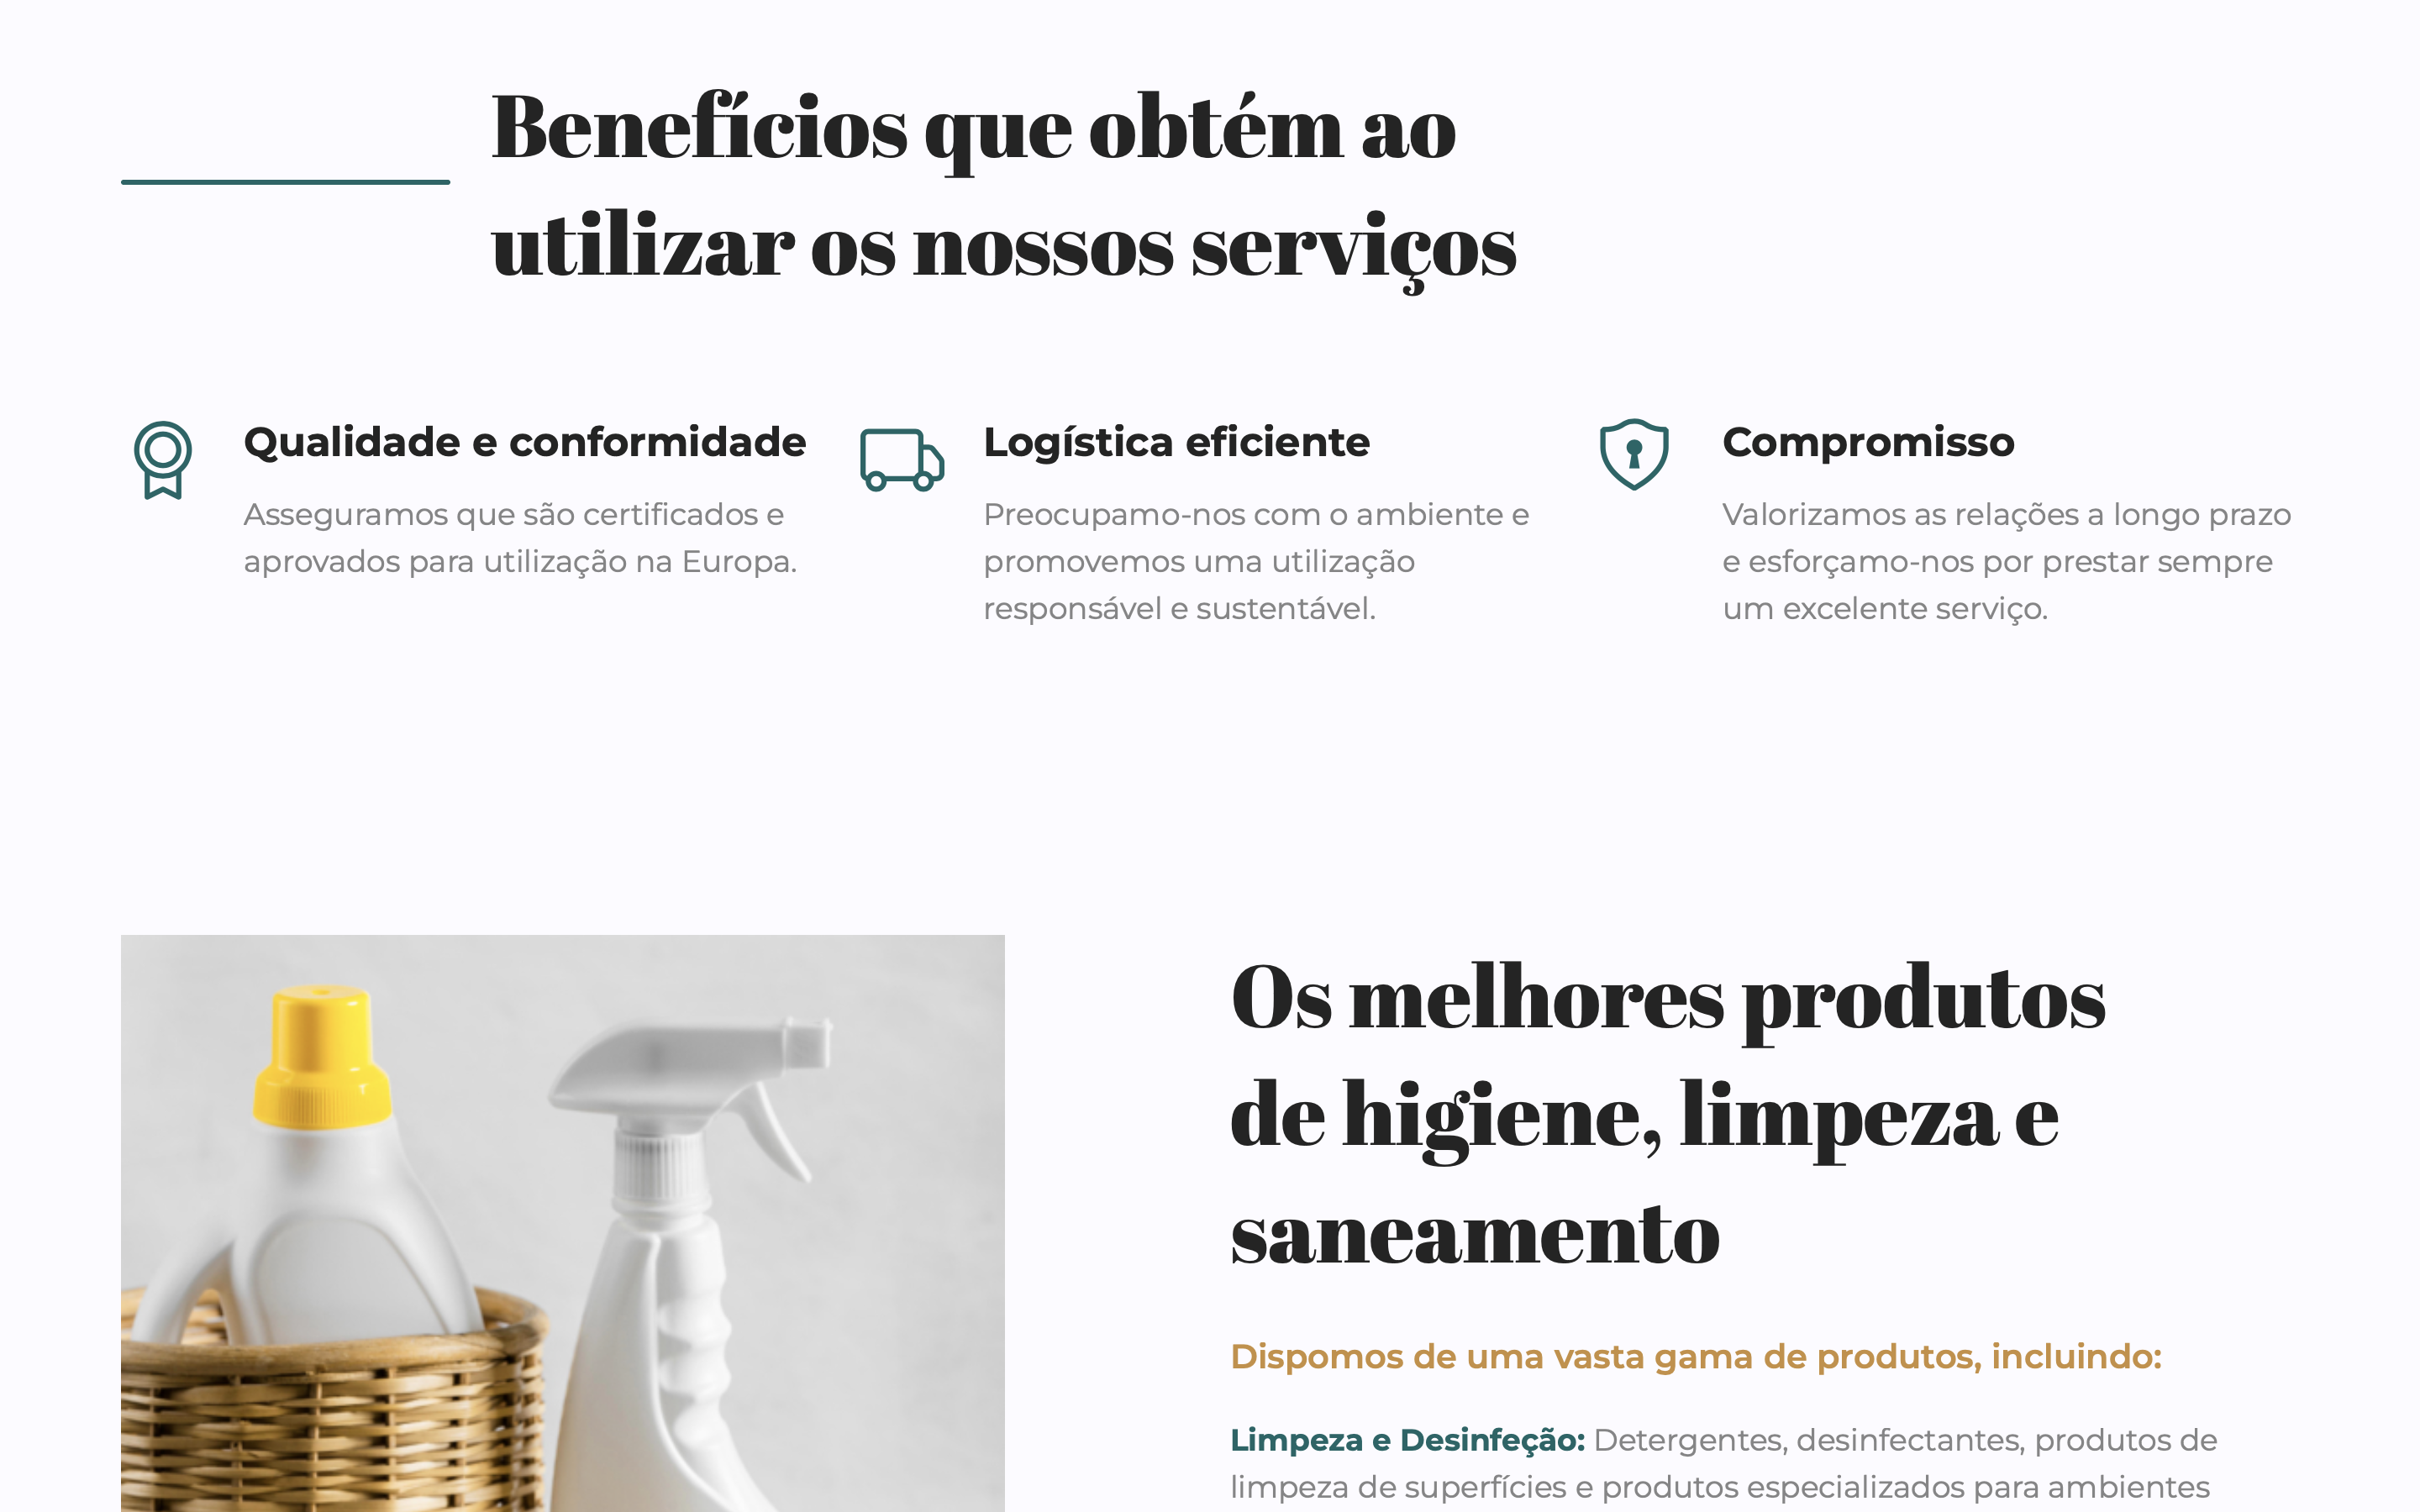 Benefícios que obtém ao
utilizar os nossos serviços
Qualidade e conformidade
Asseguramos que são certificados e
aprovados para utilização na Europa.
Logística eficiente
Preocupamo-nos com o ambiente e
promovemos uma utilização
responsável e sustentável.
Compromisso
Valorizamos as relações a longo prazo
e esforçamo-nos por prestar sempre
um excelente serviço.
Os melhores produtos
de higiene, limpeza e
saneamento
Dispomos de uma vasta gama de produtos, incluindo:
Limpeza e Desinfeção: Detergentes, desinfectantes, produtos de
limpeza de superfícies e produtos especializados para ambientes